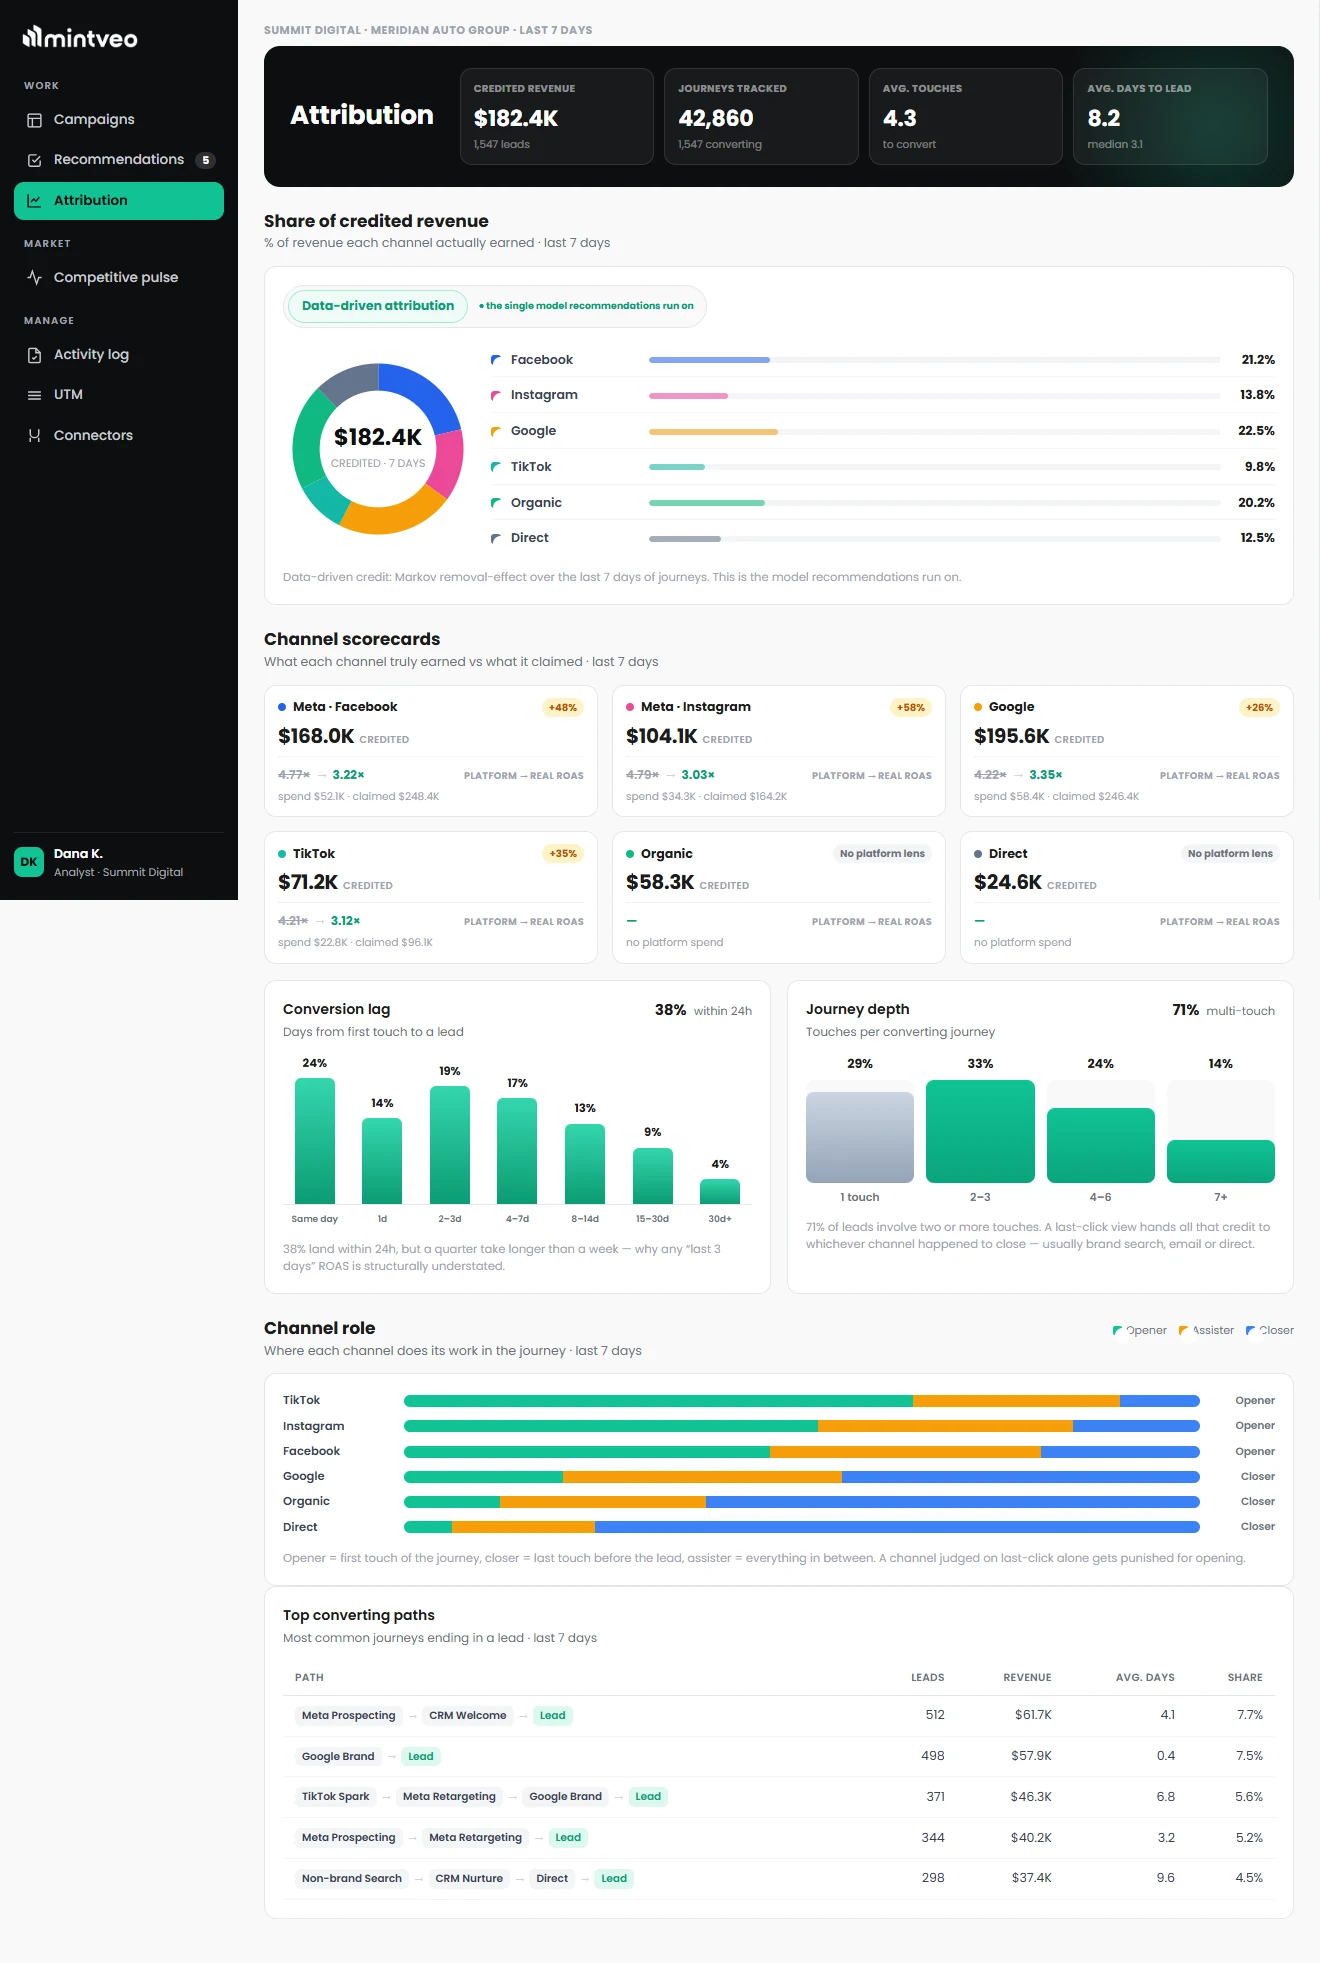 mintveo
WORK
Campaigns
Recommendations 5
Attribution
MARKET
Competitive pulse
MANAGE
Activity log
UTM
Connectors
DK
Dana K.
Analyst · Summit Digital
SUMMIT DIGITAL · MERIDIAN AUTO GROUP · LAST 7 DAYS
Attribution
CREDITED REVENUE
$182.4K
1,547 leads
JOURNEYS TRACKED
42,860
1,547 converting
AVG. TOUCHES
4.3
to convert
AVG. DAYS TO LEAD
8.2
median 3.1
Share of credited revenue
% of revenue each channel actually earned · last 7 days
Data-driven attribution • the single model recommendations run on
$182.4K
CREDITED · 7 DAYS
Facebook 21.2%
Instagram 13.8%
Google 22.5%
TikTok 9.8%
Organic 20.2%
Direct 12.5%
Data-driven credit: Markov removal-effect over the last 7 days of journeys. This is the model recommendations run on.
Channel scorecards
What each channel truly earned vs what it claimed · last 7 days
Meta · Facebook +48%
$168.0K CREDITED
4.77× → 3.22× PLATFORM → REAL ROAS
spend $52.1K · claimed $248.4K
Meta · Instagram +58%
$104.1K CREDITED
4.79× → 3.03× PLATFORM → REAL ROAS
spend $34.3K · claimed $164.2K
Google +26%
$195.6K CREDITED
4.22× → 3.35× PLATFORM → REAL ROAS
spend $58.4K · claimed $246.4K
TikTok +35%
$71.2K CREDITED
4.21× → 3.12× PLATFORM → REAL ROAS
spend $22.8K · claimed $96.1K
Organic No platform lens
$58.3K CREDITED
— PLATFORM → REAL ROAS
no platform spend
Direct No platform lens
$24.6K CREDITED
— PLATFORM → REAL ROAS
no platform spend
Conversion lag 38% within 24h
Days from first touch to a lead
24% 14% 19% 17% 13% 9% 4%
Same day 1d 2–3d 4–7d 8–14d 15–30d 30d+
38% land within 24h, but a quarter take longer than a week — why any “last 3
days” ROAS is structurally understated.
Journey depth 71% multi-touch
Touches per converting journey
29% 33% 24% 14%
1 touch 2–3 4–6 7+
71% of leads involve two or more touches. A last-click view hands all that credit to
whichever channel happened to close — usually brand search, email or direct.
Channel role Opener Assister Closer
Where each channel does its work in the journey · last 7 days
TikTok Opener
Instagram Opener
Facebook Opener
Google Closer
Organic Closer
Direct Closer
Opener = first touch of the journey, closer = last touch before the lead, assister = everything in between. A channel judged on last-click alone gets punished for opening.
Top converting paths
Most common journeys ending in a lead · last 7 days
PATH LEADS REVENUE AVG. DAYS SHARE
Meta Prospecting → CRM Welcome → Lead 512 $61.7K 4.1 7.7%
Google Brand → Lead 498 $57.9K 0.4 7.5%
TikTok Spark → Meta Retargeting → Google Brand → Lead 371 $46.3K 6.8 5.6%
Meta Prospecting → Meta Retargeting → Lead 344 $40.2K 3.2 5.2%
Non-brand Search → CRM Nurture → Direct → Lead 298 $37.4K 9.6 4.5%